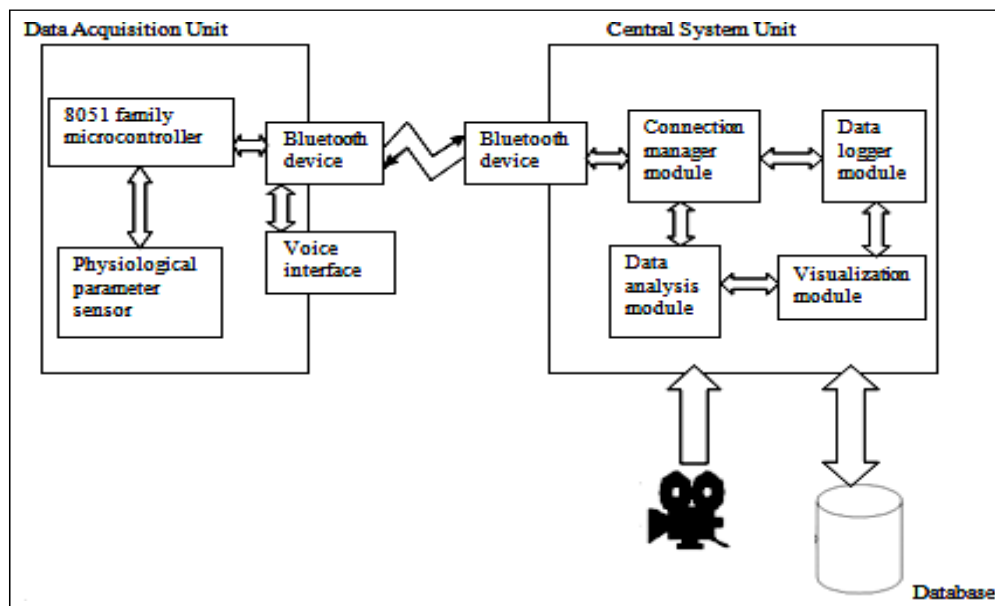 Data Acquisition Unit
Central System Unit
8051 family
microcontroller
Bluetooth
device
Bluetooth
device
Connection
manager
module
Data
logger
module
Physiological
parameter
sensor
Voice
interface
Data
analysis
module
Visualization
module
Database